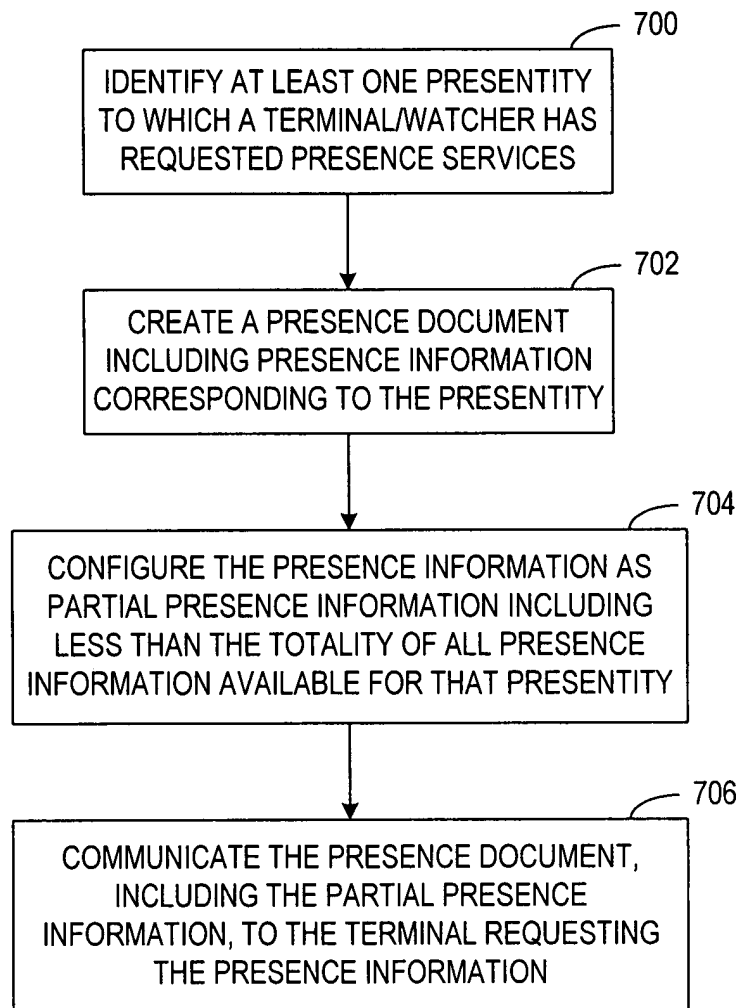 700
IDENTIFY AT LEAST ONE PRESENTITY
TO WHICH A TERMINAL/WATCHER HAS
REQUESTED PRESENCE SERVICES
702
CREATE A PRESENCE DOCUMENT
INCLUDING PRESENCE INFORMATION
CORRESPONDING TO THE PRESENTITY
704
CONFIGURE THE PRESENCE INFORMATION AS
PARTIAL PRESENCE INFORMATION INCLUDING
LESS THAN THE TOTALITY OF ALL PRESENCE
INFORMATION AVAILABLE FOR THAT PRESENTITY
706
COMMUNICATE THE PRESENCE DOCUMENT,
INCLUDING THE PARTIAL PRESENCE
INFORMATION, TO THE TERMINAL REQUESTING
THE PRESENCE INFORMATION